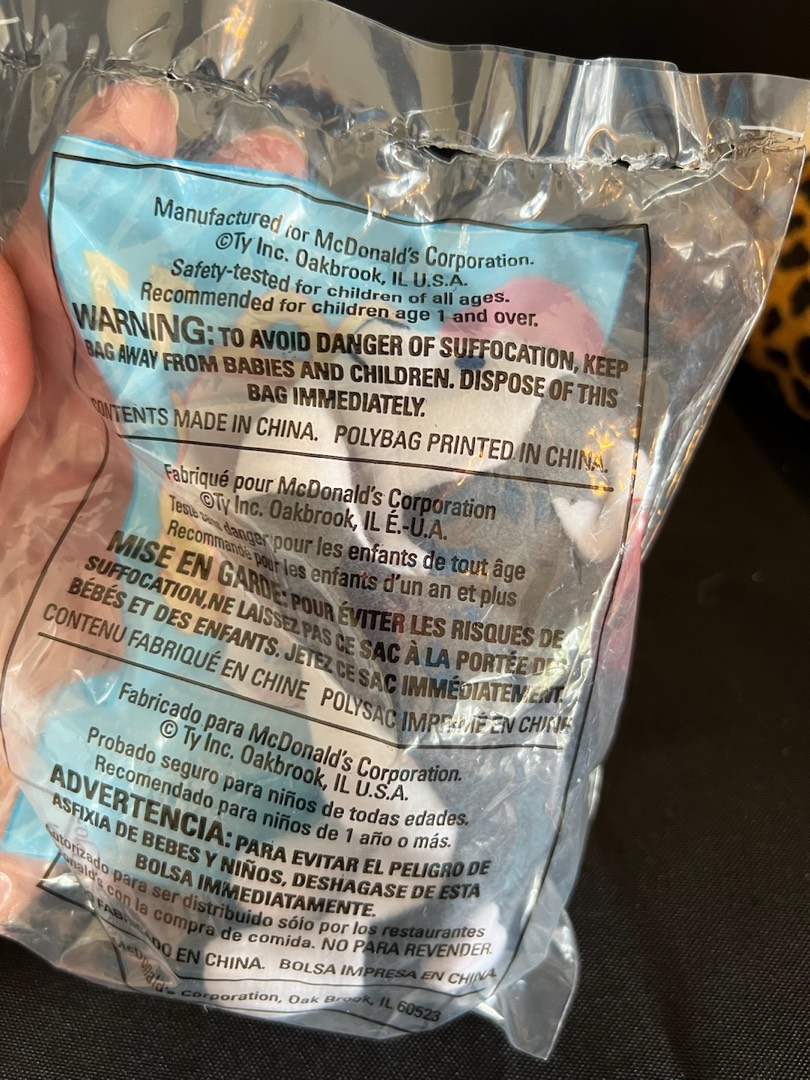 Manufactured for McDonald's Corporation.
©Ty Inc. Oakbrook, IL U.S.A.
Safety-tested for children of all ages.
Recommended for children age 1 and over.
WARNING: TO AVOID DANGER OF SUFFOCATION, KEEP
BAG AWAY FROM BABIES AND CHILDREN. DISPOSE OF THIS
BAG IMMEDIATELY.
CONTENTS MADE IN CHINA. POLYBAG PRINTED IN CHINA.
Fabriqué pour McDonald's Corporation
©Ty Inc. Oakbrook, IL É.-U.A.
danger pour les enfants de tout âge
Recommandé pour les enfants d'un an et plus
MISE EN GARDE: POUR ÉVITER LES RISQUES DE
SUFFOCATION, NE LAISSEZ PAS CE SAC À LA PORTÉE DES
BÉBÉS ET DES ENFANTS. JETEZ CE SAC IMMÉDIATEMENT.
CONTENU FABRIQUÉ EN CHINE POLYSAC IMPRIMÉ EN CHINE
Fabricado para McDonald's Corporation.
© Ty Inc. Oakbrook, IL U.S.A.
Probado seguro para niños de todas edades.
Recomendado para niños de 1 año o más.
ADVERTENCIA: PARA EVITAR EL PELIGRO DE
ASFIXIA DE BEBES Y NIÑOS, DESHAGASE DE ESTA
BOLSA IMMEDIATAMENTE.
utorizado para ser distribuido sólo por los restaurantes
onald's con la compra de comida. NO PARA REVENDER.
FABRICADO EN CHINA. BOLSA IMPRESA EN CHINA
McDonald's Corporation, Oak Brook, IL 60523